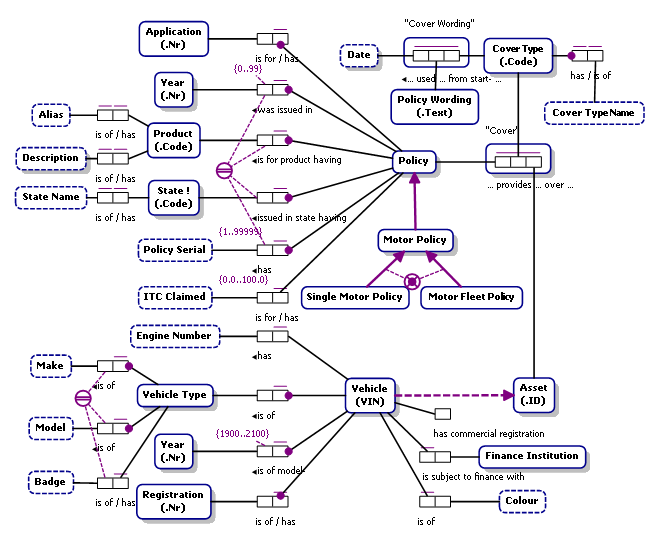 "Cover Wording"
Application
(.Nr)
Date
Cover Type
(.Code)
is for / has
◄... used ... from start- ...
has / is of
{0..99}
Year
(.Nr)
Policy Wording
(.Text)
Cover Type Name
◄was issued in
Alias
is of / has
Product
(.Code)
"Cover"
Description
is for product having
Policy
is of / has
... provides ... over ...
State Name
State !
(.Code)
is of / has
◄issued in state having
{1..99999}
Policy Serial
Motor Policy
◄has
{0.0..100.0}
ITC Claimed
Single Motor Policy
Motor Fleet Policy
is for / has
Engine Number
◄has
Make
◄is of
Vehicle Type
Vehicle
(VIN)
Asset
(.ID)
◄is of
Model
{1900..2100}
has commercial registration
◄is of
Year
(.Nr)
Finance Institution
◄is of model
is subject to finance with
Badge
is of / has
Registration
(.Nr)
Colour
is of / has
is of